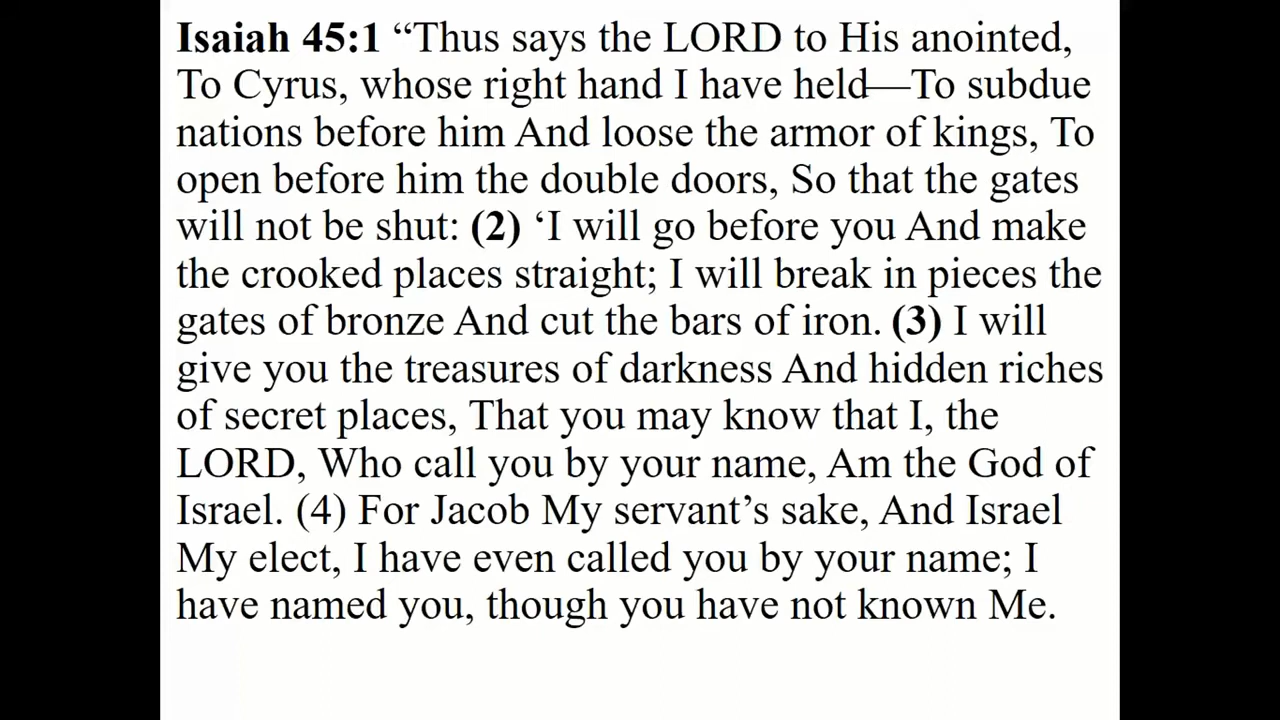 Isaiah 45:1 “Thus says the LORD to His anointed,
To Cyrus, whose right hand I have held—To subdue
nations before him And loose the armor of kings, To
open before him the double doors, So that the gates
will not be shut: (2) ‘I will go before you And make
the crooked places straight; I will break in pieces the
gates of bronze And cut the bars of iron. (3) I will
give you the treasures of darkness And hidden riches
of secret places, That you may know that I, the
LORD, Who call you by your name, Am the God of
Israel. (4) For Jacob My servant’s sake, And Israel
My elect, I have even called you by your name; I
have named you, though you have not known Me.